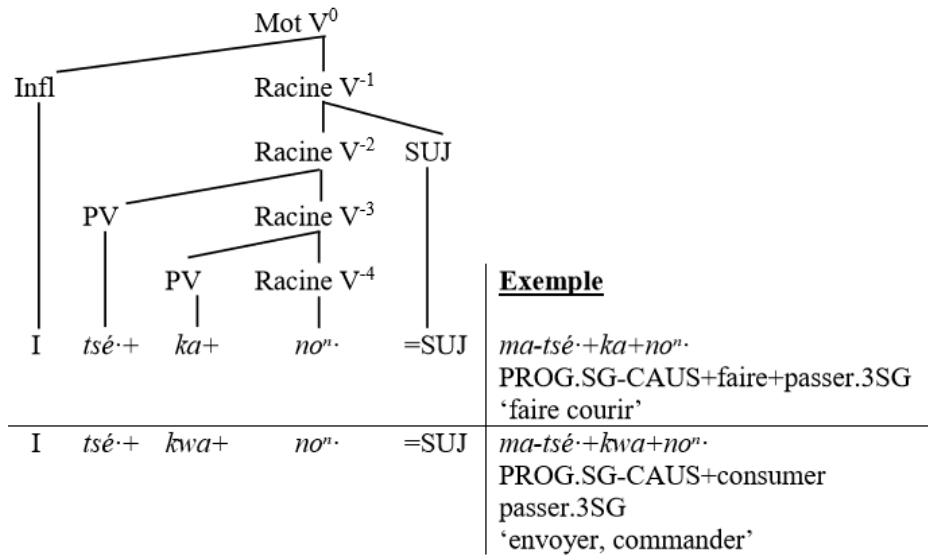 Mot V⁰
Infl Racine V⁻¹
Racine V⁻² SUJ
PV Racine V⁻³
PV Racine V⁻⁴ Exemple
I tsé·+ ka+ noⁿ· =SUJ ma-tsé·+ka+noⁿ·
PROG.SG-CAUS+faire+passer.3SG
‘faire courir’
I tsé·+ kwa+ noⁿ· =SUJ ma-tsé·+kwa+noⁿ·
PROG.SG-CAUS+consumer
passer.3SG
‘envoyer, commander’